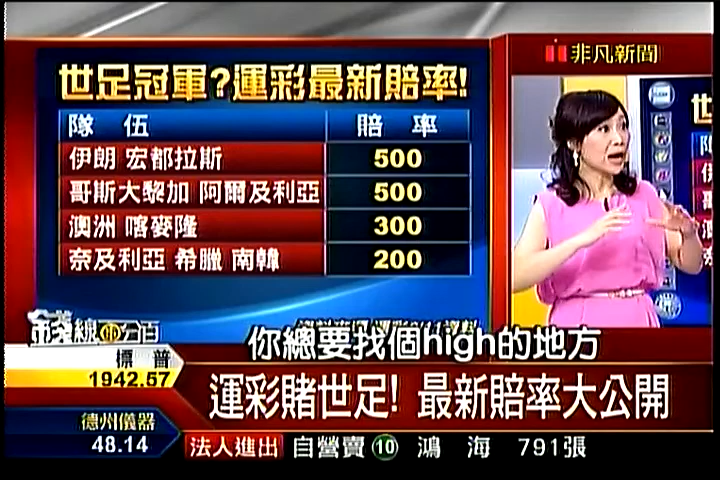 非凡新聞
世足冠軍?運彩最新賠率!
隊 伍 賠 率
伊朗 宏都拉斯 500
哥斯大黎加 阿爾及利亞 500
澳洲 喀麥隆 300
奈及利亞 希臘 南韓 200
你總要找個high的地方
標普
1942.57
運彩賭世足! 最新賠率大公開
德州儀器
48.14
法人進出 自營賣 10 鴻 海 791張